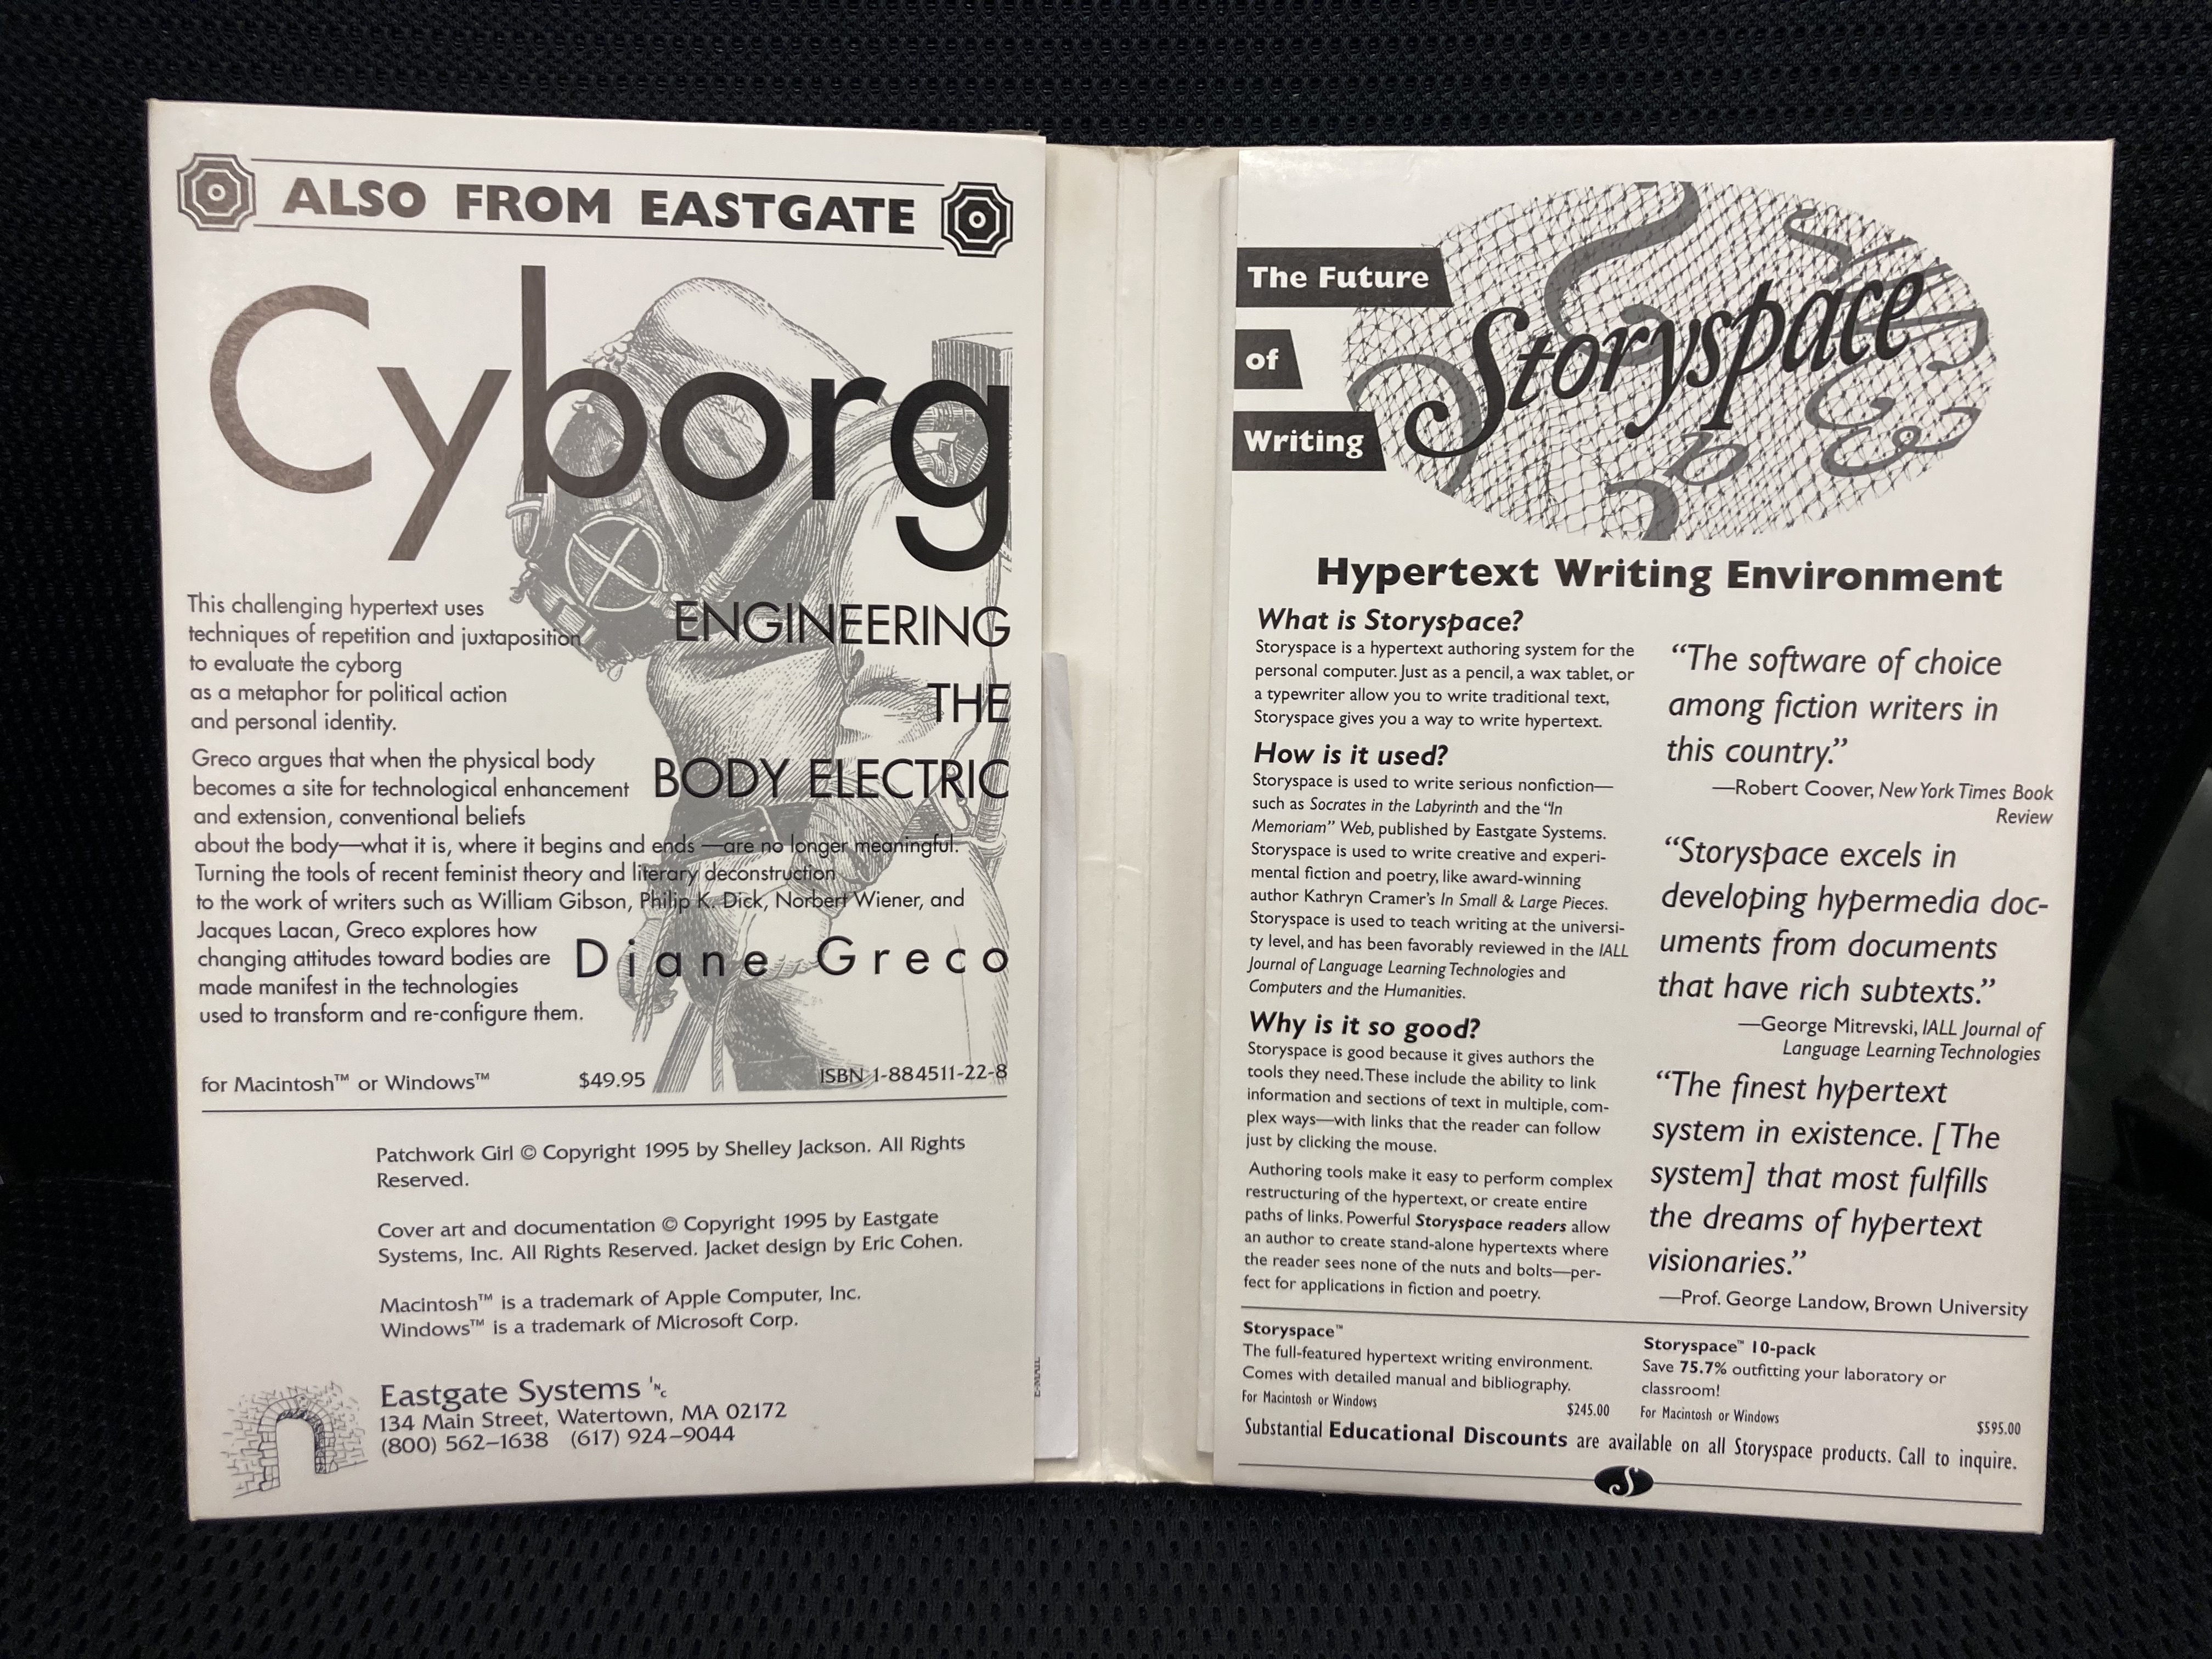 ALSO FROM EASTGATE
Cyborg
ENGINEERING
THE
BODY ELECTRIC
Diane Greco
This challenging hypertext uses
techniques of repetition and juxtaposition
to evaluate the cyborg
as a metaphor for political action
and personal identity.
Greco argues that when the physical body
becomes a site for technological enhancement
and extension, conventional beliefs
about the body—what it is, where it begins and ends —are no longer meaningful.
Turning the tools of recent feminist theory and literary deconstruction
to the work of writers such as William Gibson, Philip K. Dick, Norbert Wiener, and
Jacques Lacan, Greco explores how
changing attitudes toward bodies are
made manifest in the technologies
used to transform and re-configure them.
for Macintosh™ or Windows™ $49.95 ISBN 1-884511-22-8
Patchwork Girl © Copyright 1995 by Shelley Jackson. All Rights
Reserved.
Cover art and documentation © Copyright 1995 by Eastgate
Systems, Inc. All Rights Reserved. Jacket design by Eric Cohen.
Macintosh™ is a trademark of Apple Computer, Inc.
Windows™ is a trademark of Microsoft Corp.
Eastgate Systems Inc
134 Main Street, Watertown, MA 02172
(800) 562–1638 (617) 924–9044
E-MAIL
The Future
of
Writing
Storyspace
Hypertext Writing Environment
What is Storyspace?
Storyspace is a hypertext authoring system for the
personal computer. Just as a pencil, a wax tablet, or
a typewriter allow you to write traditional text,
Storyspace gives you a way to write hypertext.
How is it used?
Storyspace is used to write serious nonfiction—
such as Socrates in the Labyrinth and the “In
Memoriam” Web, published by Eastgate Systems.
Storyspace is used to write creative and experi-
mental fiction and poetry, like award-winning
author Kathryn Cramer’s In Small & Large Pieces.
Storyspace is used to teach writing at the universi-
ty level, and has been favorably reviewed in the IALL
Journal of Language Learning Technologies and
Computers and the Humanities.
Why is it so good?
Storyspace is good because it gives authors the
tools they need. These include the ability to link
information and sections of text in multiple, com-
plex ways—with links that the reader can follow
just by clicking the mouse.
Authoring tools make it easy to perform complex
restructuring of the hypertext, or create entire
paths of links. Powerful Storyspace readers allow
an author to create stand-alone hypertexts where
the reader sees none of the nuts and bolts—per-
fect for applications in fiction and poetry.
“The software of choice
among fiction writers in
this country.”
—Robert Coover, New York Times Book
Review
“Storyspace excels in
developing hypermedia doc-
uments from documents
that have rich subtexts.”
—George Mitrevski, IALL Journal of
Language Learning Technologies
“The finest hypertext
system in existence. [The
system] that most fulfills
the dreams of hypertext
visionaries.”
—Prof. George Landow, Brown University
Storyspace™
The full-featured hypertext writing environment.
Comes with detailed manual and bibliography.
For Macintosh or Windows
$245.00
Storyspace™ 10-pack
Save 75.7% outfitting your laboratory or
classroom!
For Macintosh or Windows
$595.00
Substantial Educational Discounts are available on all Storyspace products. Call to inquire.
S